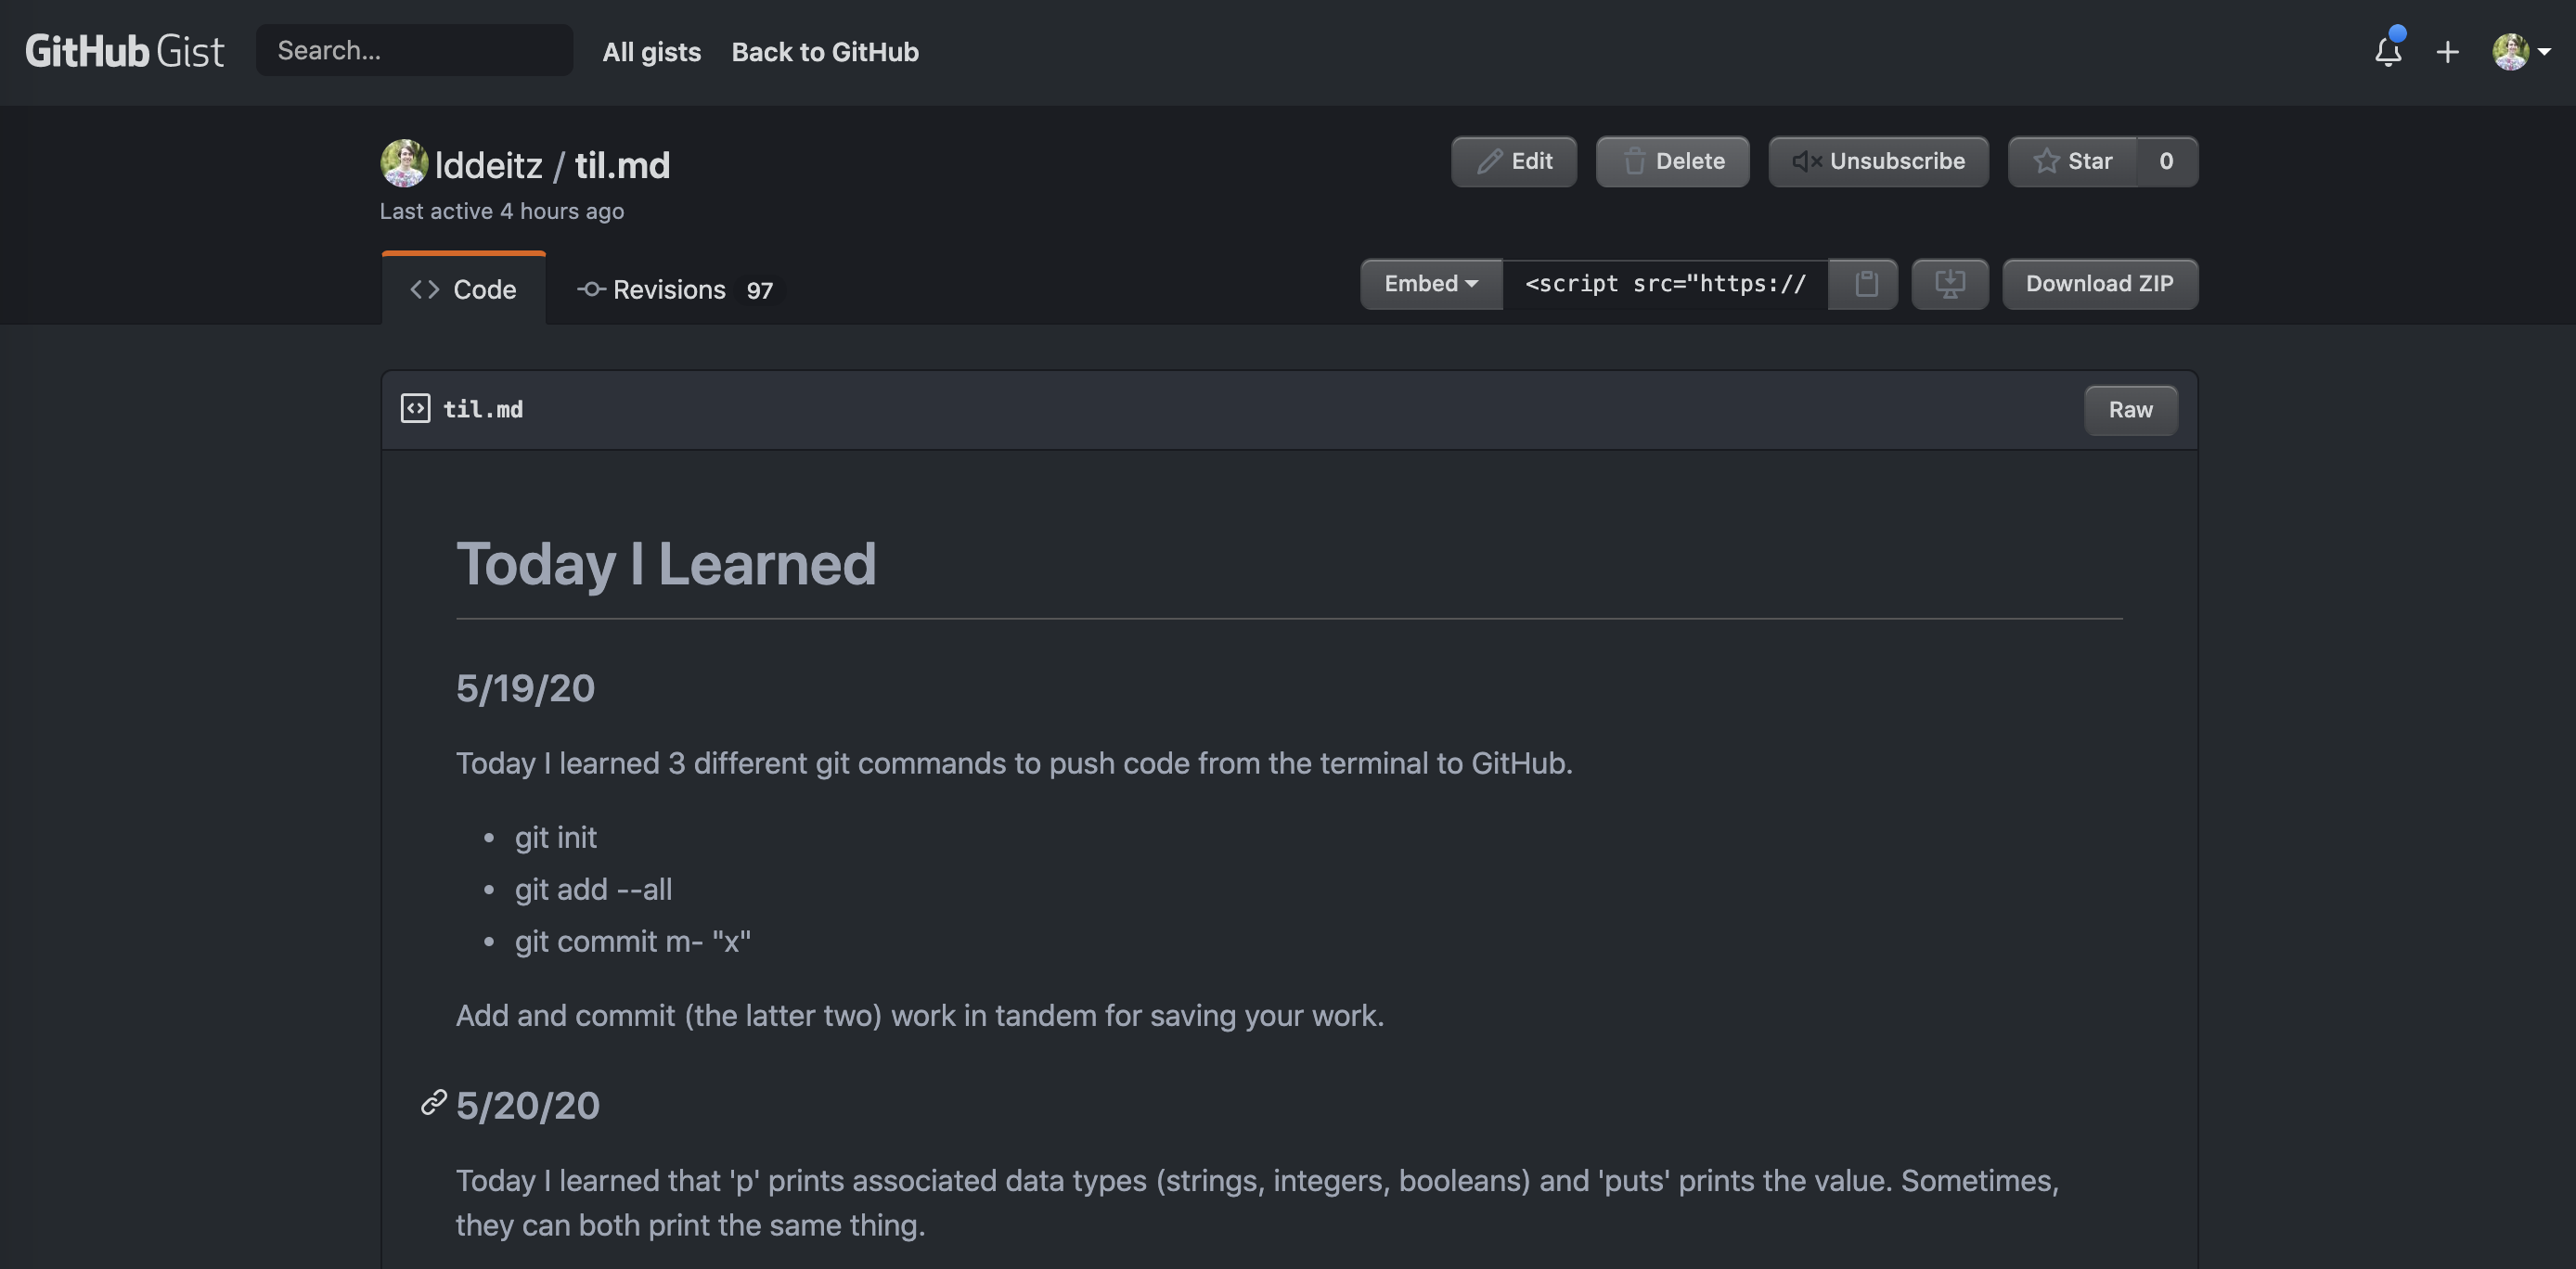 GitHub Gist Search... All gists Back to GitHub
lddeitz / til.md Edit Delete Unsubscribe Star 0
Last active 4 hours ago
Code Revisions 97 Embed <script src="https:// Download ZIP
til.md Raw
Today I Learned
5/19/20
Today I learned 3 different git commands to push code from the terminal to GitHub.
• git init
• git add --all
• git commit m- "x"
Add and commit (the latter two) work in tandem for saving your work.
5/20/20
Today I learned that 'p' prints associated data types (strings, integers, booleans) and 'puts' prints the value. Sometimes,
they can both print the same thing.